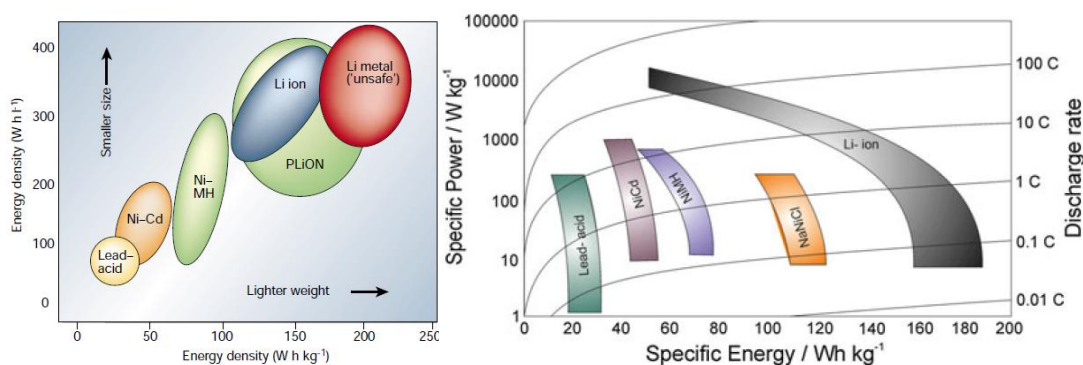 Energy density (W h l⁻¹)
400
300
200
100
0
Smaller size
Lead–
acid
Ni–Cd
Ni–
MH
Li ion
PLiON
Li metal
('unsafe')
Lighter weight
0
50
100
150
200
250
Energy density (W h kg⁻¹)
Specific Power / W kg⁻¹
100000
10000
1000
100
10
1
Lead- acid
NiCd
NiMH
NaNiCl
Li- ion
100 C
10 C
1 C
0.1 C
0.01 C
Discharge rate
0
20
40
60
80
100
120
140
160
180
200
Specific Energy / Wh kg⁻¹